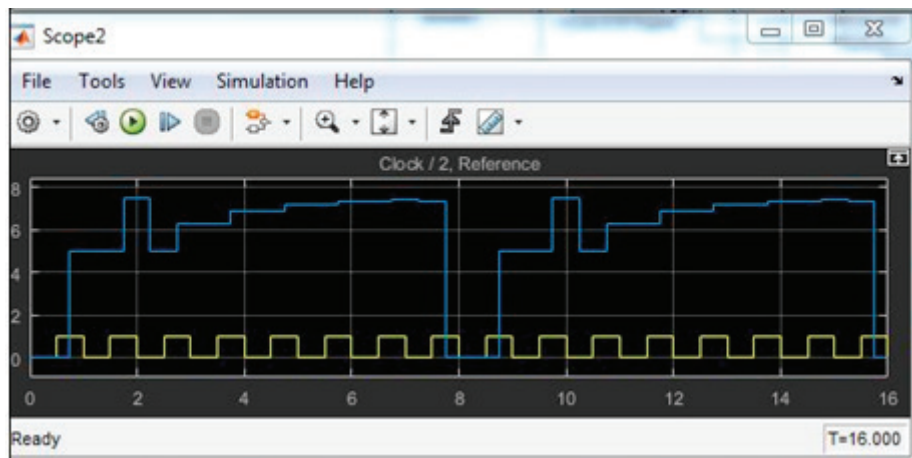 Scope2
File Tools View Simulation Help
Clock / 2, Reference
8
6
4
2
0
0 2 4 6 8 10 12 14 16
Ready T=16.000